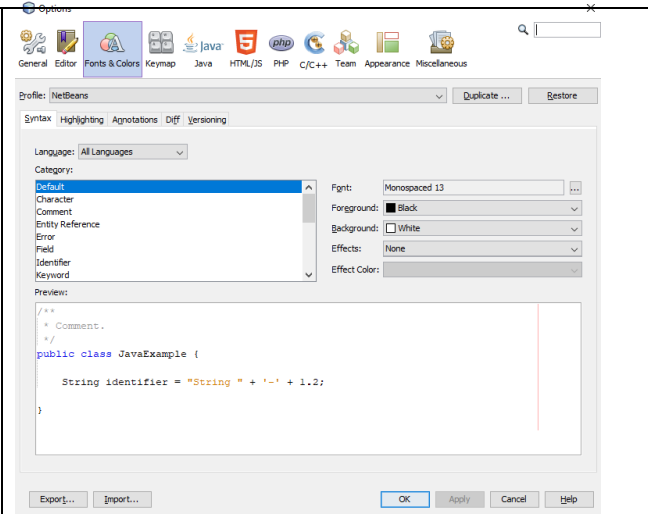 Options
General Editor Fonts & Colors Keymap Java HTML/JS PHP C/C++ Team Appearance Miscellaneous
Profile: NetBeans Duplicate ... Restore
Syntax Highlighting Annotations Diff Versioning
Language: All Languages
Category:
Default
Character
Comment
Entity Reference
Error
Field
Identifier
Keyword
Font: Monospaced 13 ...
Foreground: Black
Background: White
Effects: None
Effect Color:
Preview:
/**
* Comment.
*/
public class JavaExample {
String identifier = "String " + '-' + 1.2;
}
Export... Import... OK Apply Cancel Help